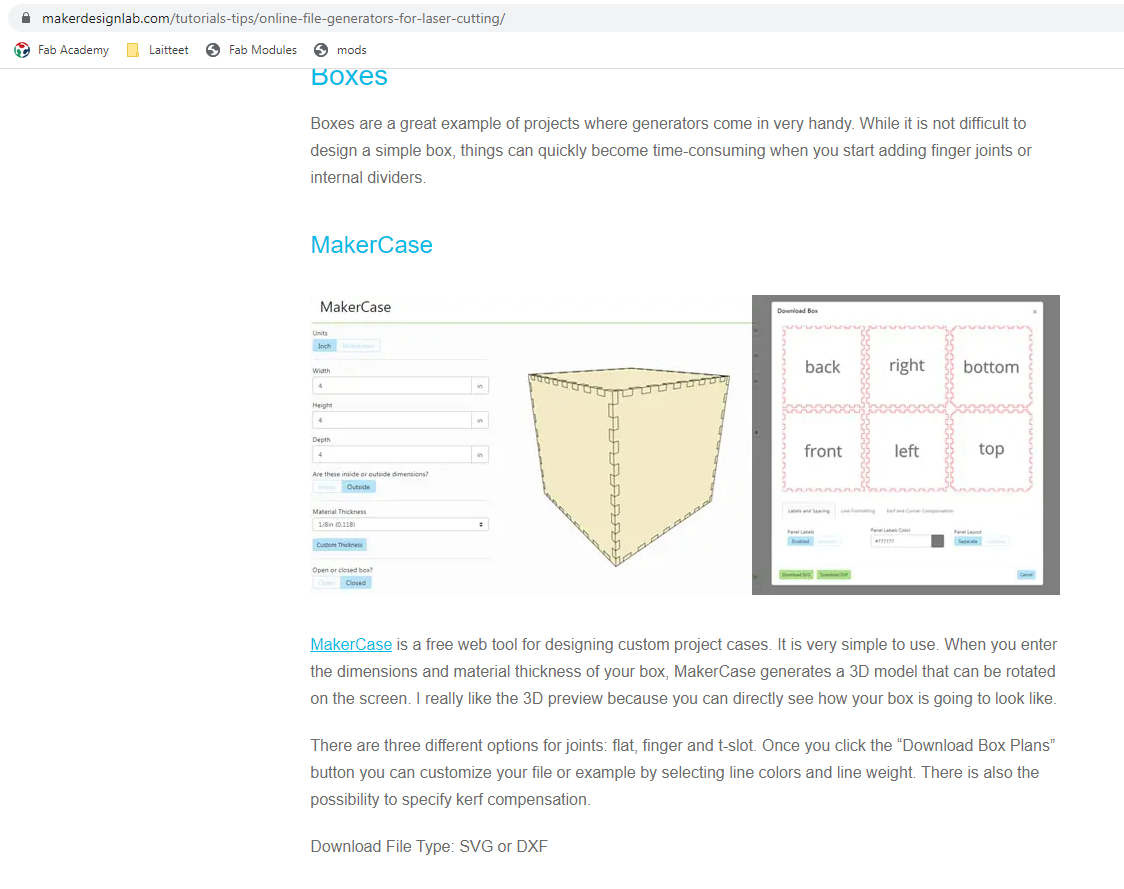 makerdesignlab.com/tutorials-tips/online-file-generators-for-laser-cutting/
Fab Academy Laitteet Fab Modules mods
Boxes
Boxes are a great example of projects where generators come in very handy. While it is not difficult to
design a simple box, things can quickly become time-consuming when you start adding finger joints or
internal dividers.
MakerCase
MakerCase
Units
Inch Millimeters
Width
4 in
Height
4 in
Depth
4 in
Are these inside or outside dimensions?
Inside Outside
Material Thickness
1/8in (0.118)
Custom Thickness
Open or closed box?
Open Closed
Download Box ×
back right bottom
front left top
Labels and Spacing Line Formatting Kerf and Corner Compensation
Panel Labels Panel Labels Color Panel Layout
Enabled #777777 Separate
Download SVG Download DXF Cancel
MakerCase is a free web tool for designing custom project cases. It is very simple to use. When you enter
the dimensions and material thickness of your box, MakerCase generates a 3D model that can be rotated
on the screen. I really like the 3D preview because you can directly see how your box is going to look like.
There are three different options for joints: flat, finger and t-slot. Once you click the “Download Box Plans”
button you can customize your file or example by selecting line colors and line weight. There is also the
possibility to specify kerf compensation.
Download File Type: SVG or DXF